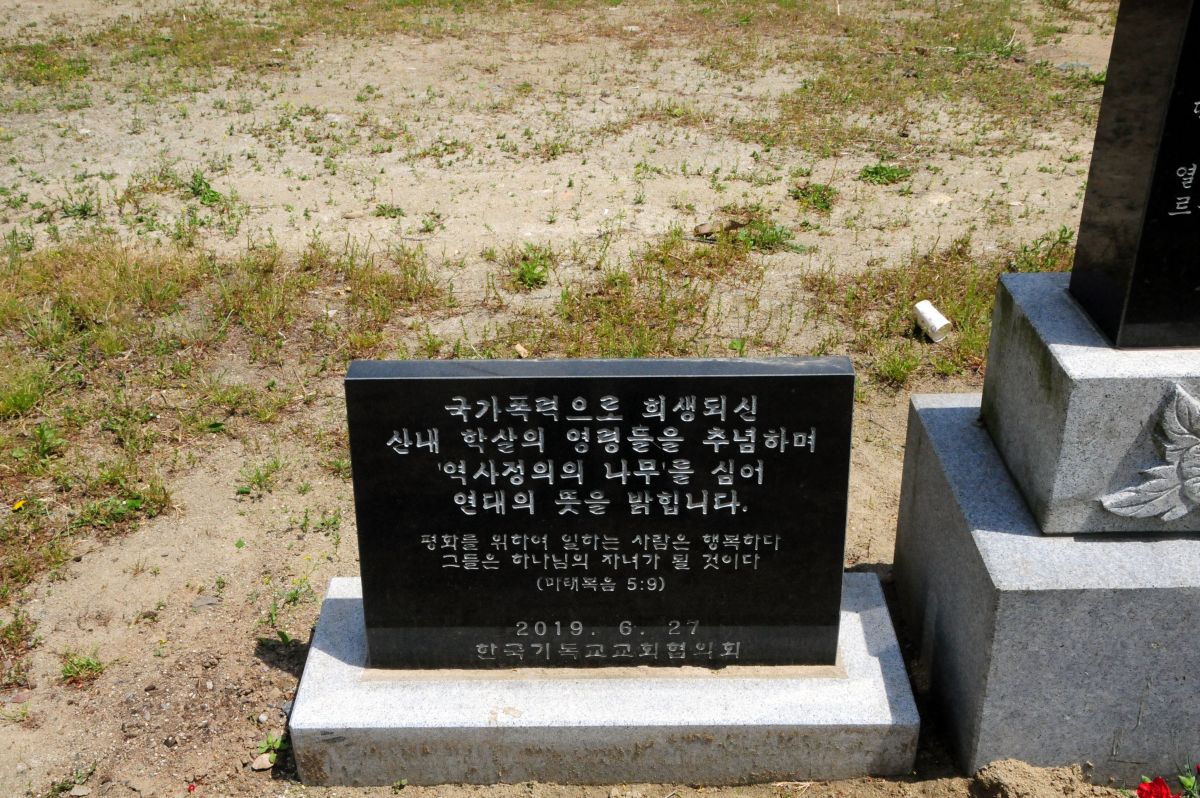 국가폭력으로 희생되신
산내 학살의 영령들을 추념하며
'역사정의의 나무'를 심어
연대의 뜻을 밝힙니다.
평화를 위하여 일하는 사람은 행복하다
그들은 하나님의 자녀가 될 것이다
(마태복음 5:9)
2019. 6. 27
한국기독교교회협의회
열
르